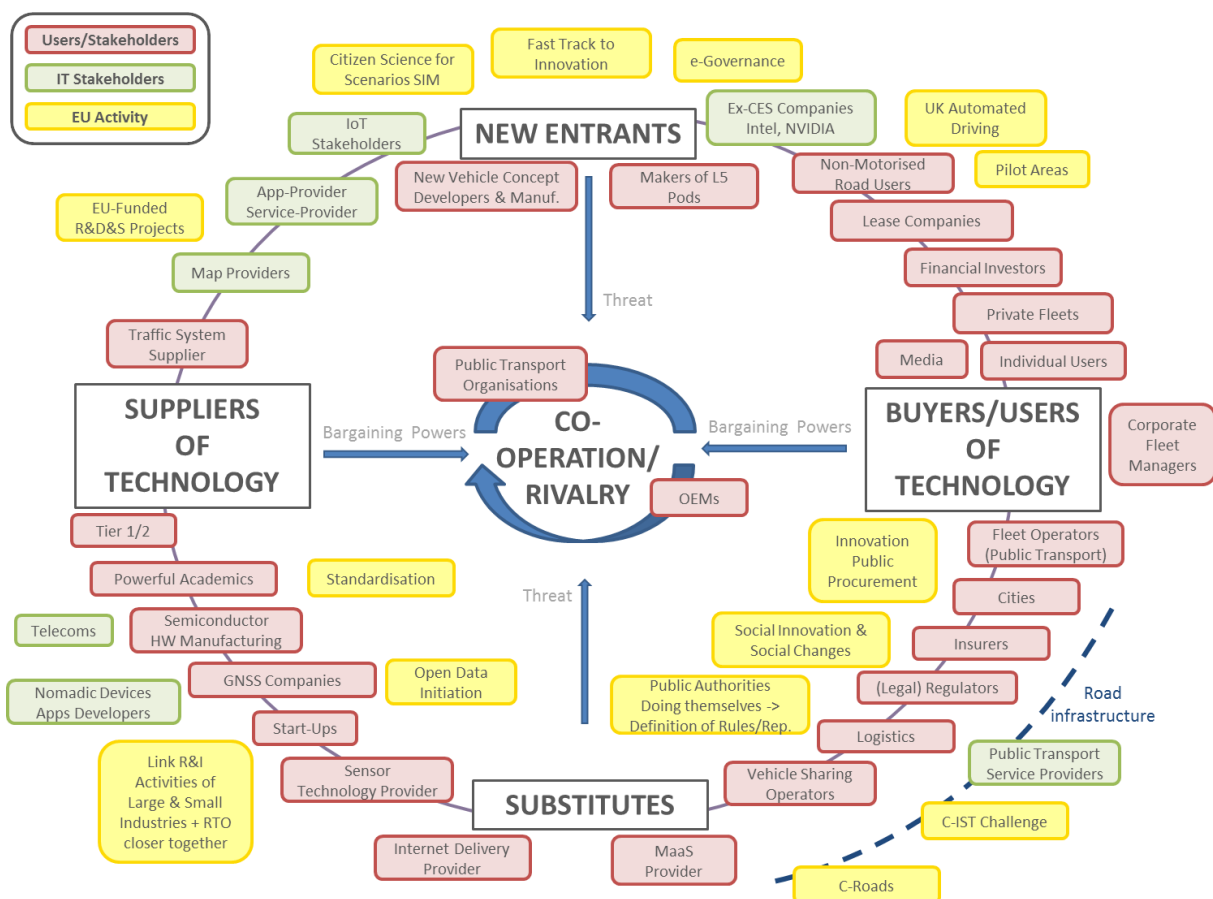 Users/Stakeholders
IT Stakeholders
EU Activity
Citizen Science for
Scenarios SIM
Fast Track to
Innovation
e-Governance
IoT
Stakeholders
NEW ENTRANTS
Ex-CES Companies
Intel, NVIDIA
UK Automated
Driving
New Vehicle Concept
Developers & Manuf.
Makers of L5
Pods
Non-Motorised
Road Users
Pilot Areas
App-Provider
Service-Provider
EU-Funded
R&D&S Projects
Lease Companies
Map Providers
Financial Investors
Threat
Private Fleets
Traffic System
Supplier
Media
Individual Users
Public Transport
Organisations
SUPPLIERS
OF
TECHNOLOGY
Bargaining Powers
CO-
OPERATION/
RIVALRY
OEMs
Bargaining Powers
BUYERS/USERS
OF
TECHNOLOGY
Corporate
Fleet
Managers
Tier 1/2
Powerful Academics
Standardisation
Telecoms
Semiconductor
HW Manufacturing
Nomadic Devices
Apps Developers
GNSS Companies
Open Data
Initiation
Start-Ups
Link R&I
Activities of
Large & Small
Industries + RTO
closer together
Sensor
Technology Provider
Threat
Innovation
Public
Procurement
Fleet Operators
(Public Transport)
Cities
Social Innovation &
Social Changes
Insurers
Public Authorities
Doing themselves ->
Definition of Rules/Rep.
(Legal) Regulators
Road
infrastructure
Logistics
Public Transport
Service Providers
Vehicle Sharing
Operators
SUBSTITUTES
C-IST Challenge
Internet Delivery
Provider
MaaS
Provider
C-Roads